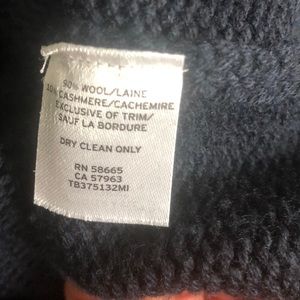 90% WOOL/LAINE
10% CASHMERE/CACHEMIRE
EXCLUSIVE OF TRIM/
SAUF LA BORDURE
DRY CLEAN ONLY
RN 58665
CA 57963
TB375132MI